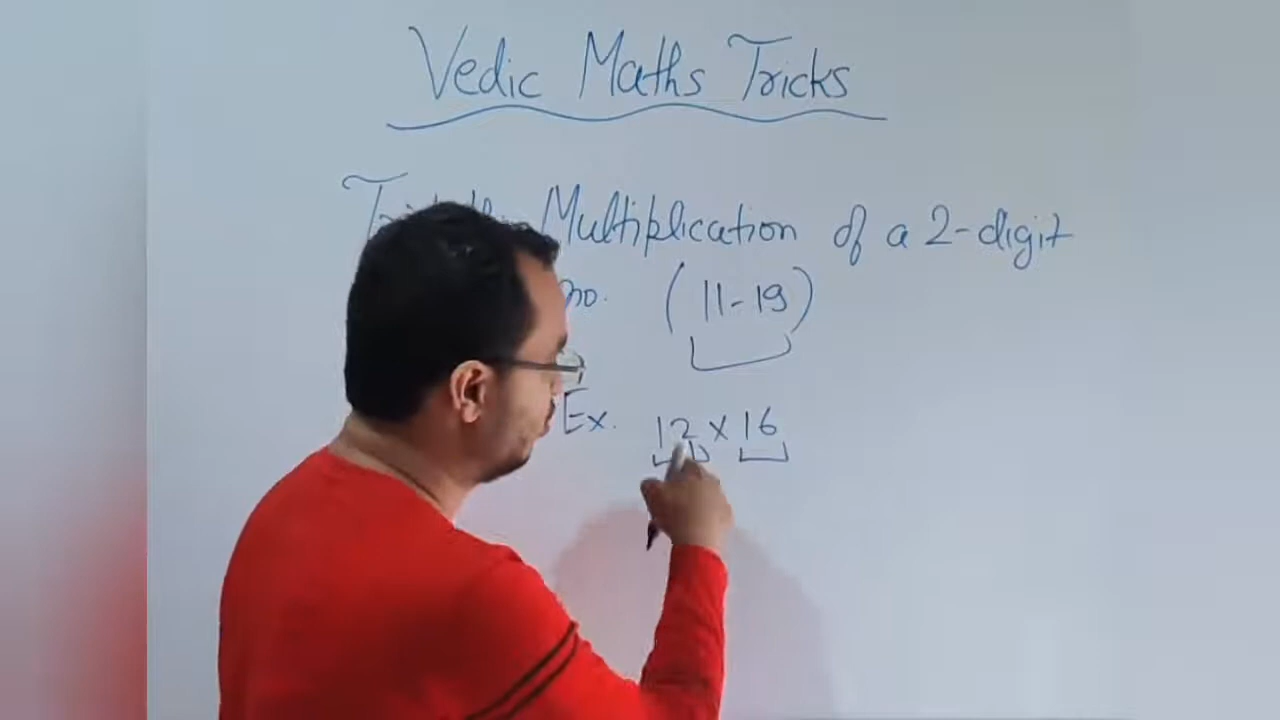 Vedic Maths Tricks
Multiplication of a 2-digit
no. (11-19)
Ex. 12 x 16